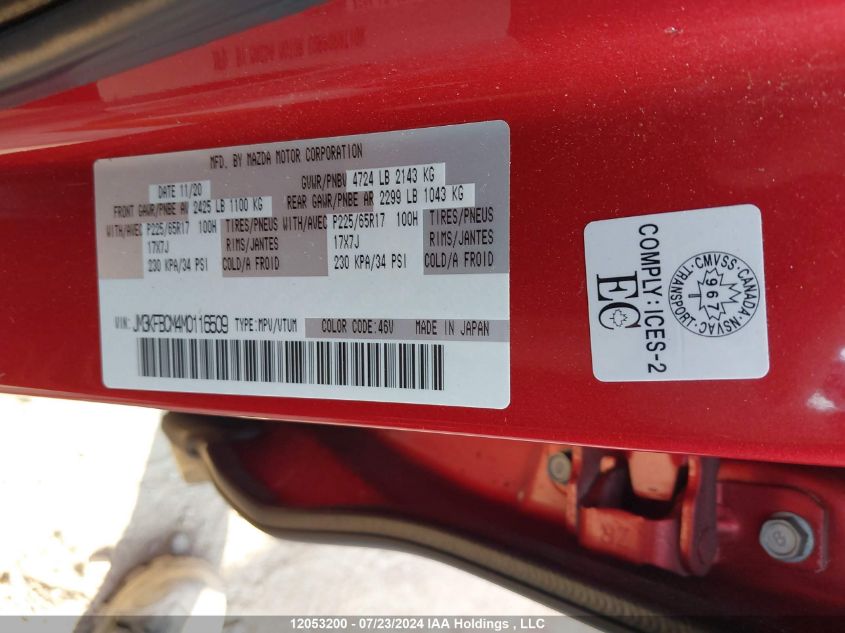 MFD. BY MAZDA MOTOR CORPORATION
DATE 11/20 GVWR/PNBV 4724 LB 2143 KG
FRONT GAWR/PNBE AV 2425 LB 1100 KG REAR GAWR/PNBE AR 2299 LB 1043 KG
WITH/AVEC P225/65R17 100H TIRES/PNEUS WITH/AVEC P225/65R17 100H TIRES/PNEUS
17X7J RIMS/JANTES 17X7J RIMS/JANTES
230 KPA/34 PSI COLD/A FROID 230 KPA/34 PSI COLD/A FROID
VIN: JM3KFBCM4M0116509 TYPE:MPV/VTUM COLOR CODE:46V MADE IN JAPAN
COMPLY: ICES-2
EC
TRANSPORT · CMVSS · CANADA · NSVAC
967
8
12053200 - 07/23/2024 IAA Holdings , LLC